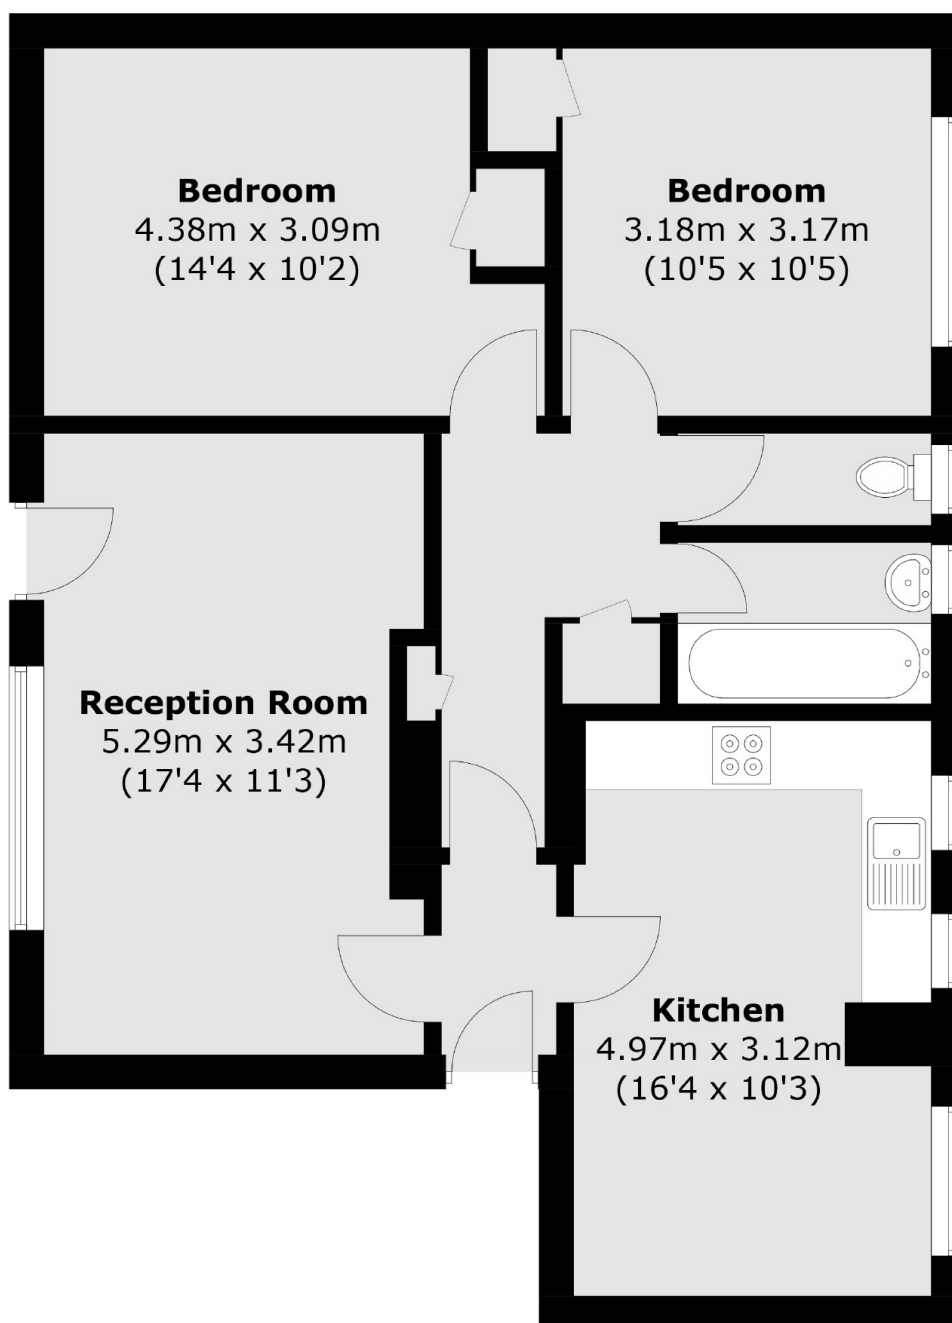 Bedroom
4.38m x 3.09m
(14'4 x 10'2)
Bedroom
3.18m x 3.17m
(10'5 x 10'5)
Reception Room
5.29m x 3.42m
(17'4 x 11'3)
Kitchen
4.97m x 3.12m
(16'4 x 10'3)